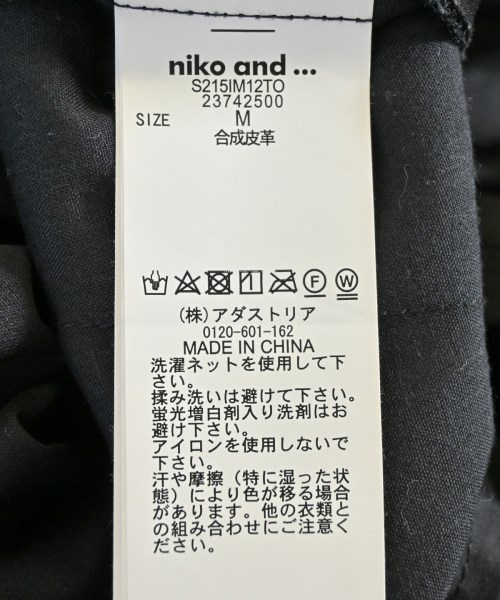 niko and ...
S215IM12TO
23742500
SIZE M
合成皮革
F W
(株)アダストリア
0120-601-162
MADE IN CHINA
洗濯ネットを使用して下
さい。
揉み洗いは避けて下さい。
蛍光増白剤入り洗剤はお
避け下さい。
アイロンを使用しないで
下さい。
汗や摩擦(特に湿った状
態)により色が移る場合
があります。他の衣類と
の組み合わせにご注意く
ださい。